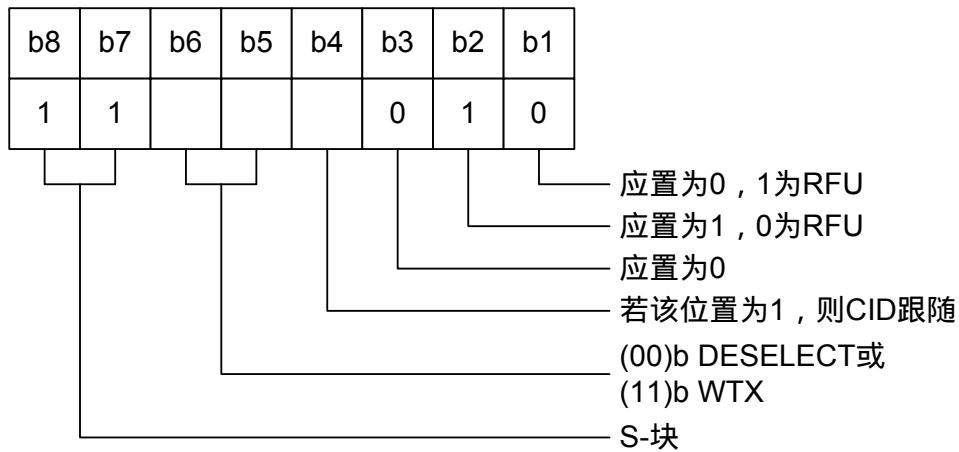 b8 b7 b6 b5 b4 b3 b2 b1
1 1 0 1 0
应置为0，1为RFU
应置为1，0为RFU
应置为0
若该位置为1，则CID跟随
(00)b DESELECT或
(11)b WTX
S-块